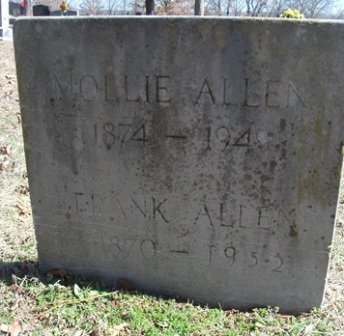 MOLLIE ALLEN
1874 —
FRANK ALLEN
1870 — 1952